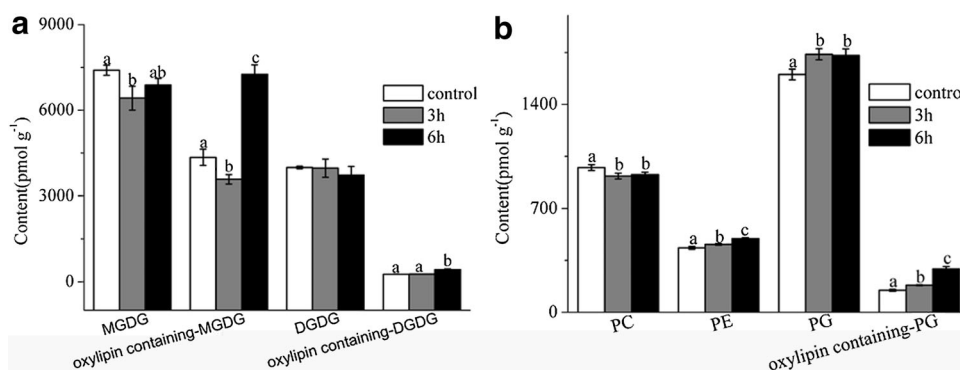 a
9000
6000
3000
0
Content(pmol g⁻¹)
a b ab
a b c
a a b
control
3h
6h
MGDG
oxylipin containing-MGDG
DGDG
oxylipin containing-DGDG
b
1400
700
0
Content(pmol g⁻¹)
a b b
a b c
a b b
a b c
control
3h
6h
PC
PE
PG
oxylipin containing-PG